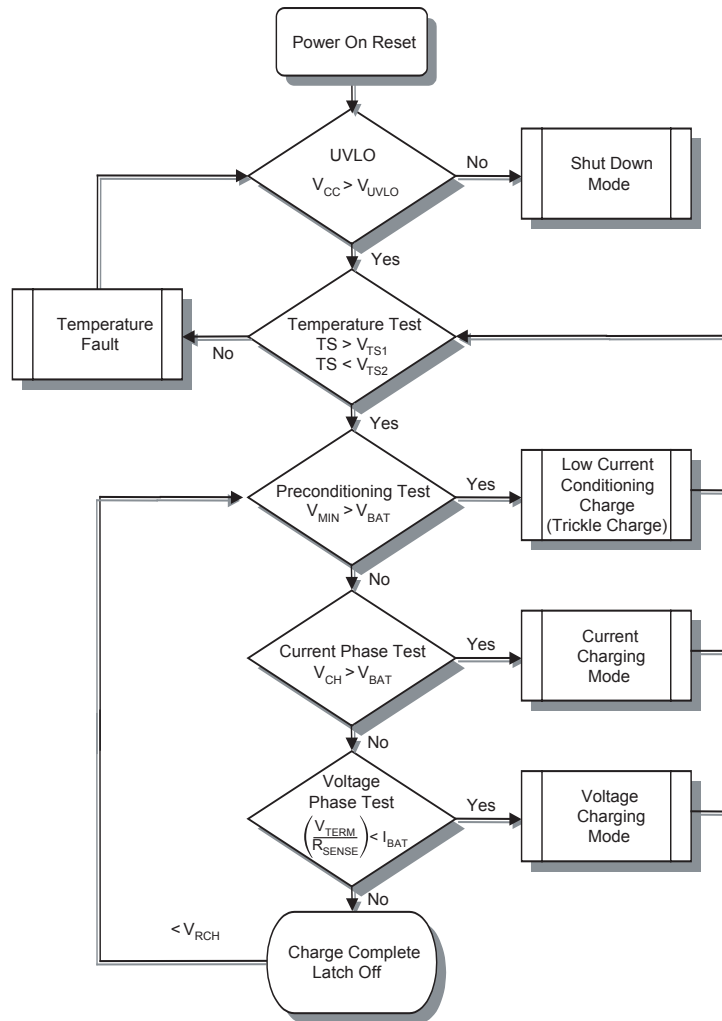 Power On Reset
UVLO
V_CC > V_UVLO
No
Shut Down
Mode
Yes
Temperature
Fault
No
Temperature Test
TS > V_TS1
TS < V_TS2
Yes
Preconditioning Test
V_MIN > V_BAT
Yes
Low Current
Conditioning
Charge
(Trickle Charge)
No
Current Phase Test
V_CH > V_BAT
Yes
Current
Charging
Mode
No
Voltage
Phase Test
(V_TERM / R_SENSE) < I_BAT
Yes
Voltage
Charging
Mode
No
< V_RCH
Charge Complete
Latch Off